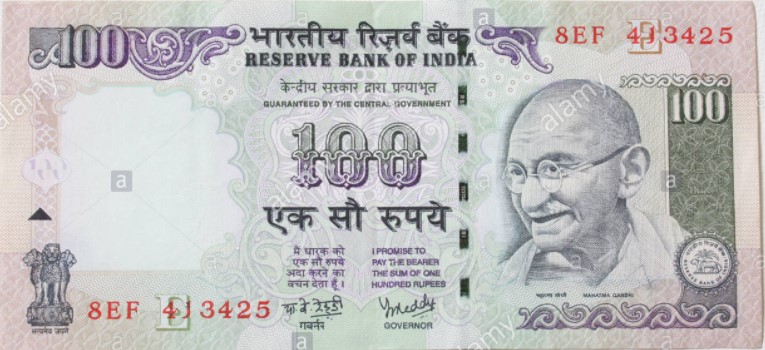 100
भारतीय रिज़र्व बैंक
RESERVE BANK OF INDIA
8EF 4J3425
केन्द्रीय सरकार द्वारा प्रत्याभूत
GUARANTEED BY THE CENTRAL GOVERNMENT
100
100
एक सौ रुपये
मैं धारक को
एक सौ रुपये
अदा करने का
वचन देता हूँ।
I PROMISE TO
PAY THE BEARER
THE SUM OF ONE
HUNDRED RUPEES
महात्मा गांधी
MAHATMA GANDHI
सत्यमेव जयते
8EF 4J3425
E
गवर्नर
GOVERNOR
a
alamy